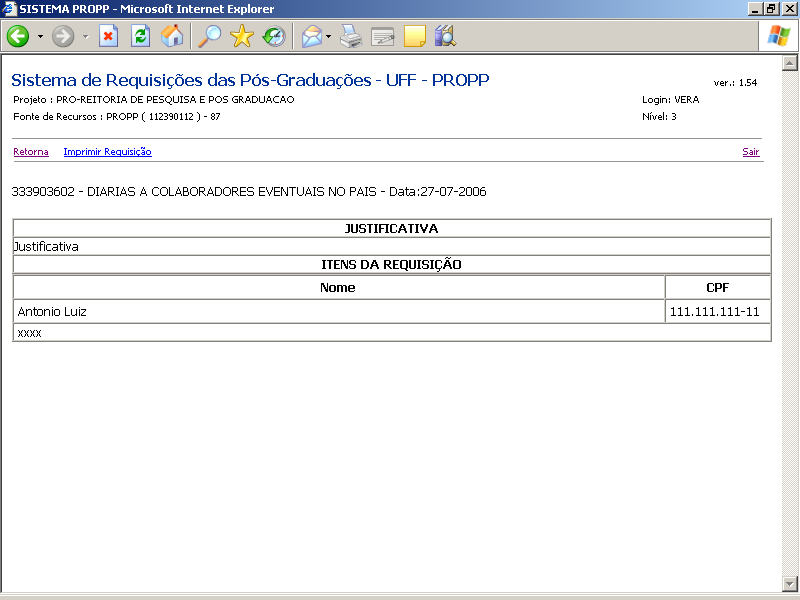 SISTEMA PROPP - Microsoft Internet Explorer
Sistema de Requisições das Pós-Graduações - UFF - PROPP
ver.: 1.54
Projeto : PRO-REITORIA DE PESQUISA E POS GRADUACAO
Login: VERA
Fonte de Recursos : PROPP ( 112390112 ) - 87
Nível: 3
Retorna Imprimir Requisição Sair
333903602 - DIARIAS A COLABORADORES EVENTUAIS NO PAIS - Data:27-07-2006
JUSTIFICATIVA
Justificativa
ITENS DA REQUISIÇÃO
Nome CPF
Antonio Luiz 111.111.111-11
xxxx